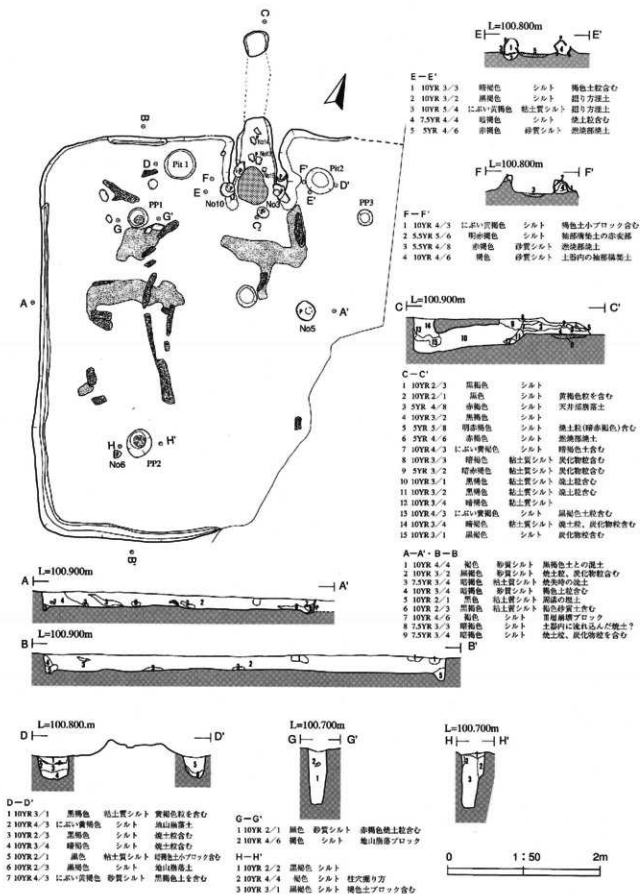 L=100.800m
E E'
E-E'
1 10YR 3/3 暗褐色 シルト 褐色土粒含む
2 10YR 3/2 黒褐色 シルト 掘り方埋土
3 10YR 5/4 にぶい黄褐色 粘土質シルト 掘り方埋土
4 7.5YR 4/4 暗褐色 シルト 焼土粒含む
5 5YR 4/6 赤褐色 砂質シルト 燃焼部焼土
L=100.800m
F F'
F-F'
1 10YR 4/3 にぶい黄褐色 シルト 褐色土小ブロック含む
2 5.5YR 5/6 明赤褐色 シルト 袖部構築土の赤変部
3 5.5YR 4/8 赤褐色 砂質シルト 燃焼部焼土
4 10YR 4/6 褐色 シルト 土器内の袖部構築土
L=100.900m
C C'
C-C'
1 10YR 2/3 黒褐色 シルト
2 10YR 2/1 黒色 シルト 黄褐色粒を含む
3 5YR 4/8 赤褐色 シルト 天井部崩落土
4 10YR 3/2 黒褐色 シルト
5 5YR 5/8 明赤褐色 シルト 焼土粒(暗赤褐色)含む
6 5YR 4/6 赤褐色 シルト 燃焼部焼土
7 10YR 4/3 にぶい黄褐色 シルト 暗褐色土含む
8 10YR 3/3 暗褐色 粘土質シルト 炭化物粒含む
9 5YR 3/2 暗赤褐色 粘土質シルト 炭化物粒含む
10 10YR 3/1 黒褐色 粘土質シルト 焼土粒含む
11 10YR 3/2 黒褐色 粘土質シルト 焼土粒含む
12 10YR 3/4 暗褐色 粘土質シルト
13 10YR 4/3 にぶい黄褐色 シルト 黒褐色土粒含む
14 10YR 3/4 暗褐色 粘土質シルト 焼土粒、炭化物粒含む
15 10YR 3/1 黒褐色 シルト 炭化物粒含む
A-A'・B-B
1 10YR 4/4 褐色 砂質シルト 黒褐色土との混土
2 10YR 3/2 黒褐色 砂質シルト 焼土粒、炭化物粒含む
3 7.5YR 3/4 暗褐色 粘土質シルト 焼失時の焼土
4 10YR 3/4 暗褐色 砂質シルト 褐色土粒含む
5 10YR 2/1 黒色 粘土質シルト 周溝の埋土
6 10YR 2/3 黒褐色 粘土質シルト 褐色砂質土含む
7 10YR 4/6 褐色 シルト Ⅲ層崩壊ブロック
8 7.5YR 3/3 暗褐色 シルト 土器内に流れ込んだ焼土?
9 7.5YR 3/4 暗褐色 シルト 焼土粒、炭化物粒を含む
C
B
D Pit 1
F
E
No10
No3
F'
E'
Pit2
D'
PP1
G G'
C'
PP3
A
No5
A'
H H'
No6
PP2
B'
L=100.900m
A A'
L=100.900m
B B'
L=100.800.m
D D'
D-D'
1 10YR 3/1 黒褐色 粘土質シルト 黄褐色粒を含む
2 10YR 4/3 にぶい黄褐色 シルト 地山崩落土
3 10YR 2/3 黒褐色 シルト 焼土粒含む
4 10YR 3/4 暗褐色 シルト 焼土粒含む
5 10YR 2/1 黒色 粘土質シルト 暗褐色土小ブロック含む
6 10YR 2/3 黒褐色 シルト 地山崩落土
7 10YR 4/3 にぶい黄褐色 砂質シルト 黒褐色土を含む
L=100.700m
G G'
G-G'
1 10YR 2/1 黒色 砂質シルト 赤褐色焼土粒含む
2 10YR 4/6 褐色 シルト 地山崩落ブロック
L=100.700m
H H'
H-H'
1 10YR 2/2 黒褐色 シルト
2 10YR 4/4 褐色 シルト 柱穴掘り方
3 10YR 3/1 黒褐色 シルト 褐色土ブロック含む
0 1:50 2m